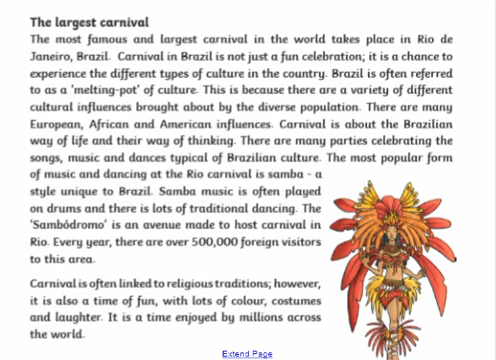 The largest carnival
The most famous and largest carnival in the world takes place in Rio de
Janeiro, Brazil.  Carnival in Brazil is not just a fun celebration; it is a chance to
experience the different types of culture in the country. Brazil is often referred
to as a 'melting-pot' of culture. This is because there are a variety of different
cultural influences brought about by the diverse population. There are many
European, African and American influences. Carnival is about the Brazilian
way of life and their way of thinking. There are many parties celebrating the
songs, music and dances typical of Brazilian culture. The most popular form
of music and dancing at the Rio carnival is samba - a
style unique to Brazil. Samba music is often played
on drums and there is lots of traditional dancing. The
'Sambódromo' is an avenue made to host carnival in
Rio. Every year, there are over 500,000 foreign visitors
to this area.
Carnival is often linked to religious traditions; however,
it is also a time of fun, with lots of colour, costumes
and laughter. It is a time enjoyed by millions across
the world.
Extend Page